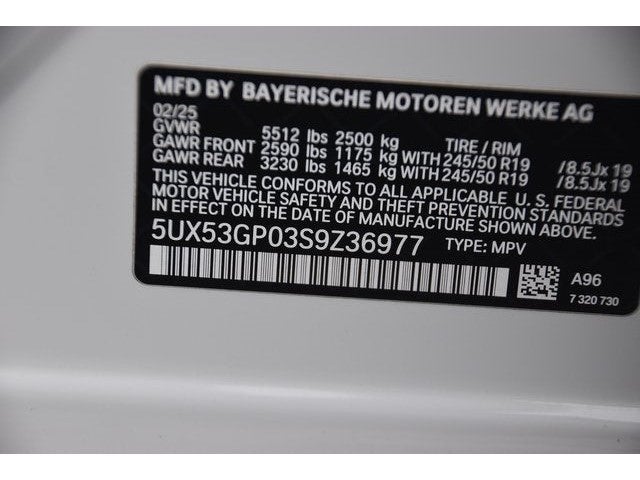 MFD BY BAYERISCHE MOTOREN WERKE AG
02/25
GVWR 5512 lbs 2500 kg TIRE / RIM
GAWR FRONT 2590 lbs 1175 kg WITH 245/50 R19 /8.5Jx19
GAWR REAR 3230 lbs 1465 kg WITH 245/50 R19 /8.5Jx19
THIS VEHICLE CONFORMS TO ALL APPLICABLE U. S. FEDERAL
MOTOR VEHICLE SAFETY AND THEFT PREVENTION STANDARDS
IN EFFECT ON THE DATE OF MANUFACTURE SHOWN ABOVE.
5UX53GP03S9Z36977 TYPE: MPV
A96
7 320 730